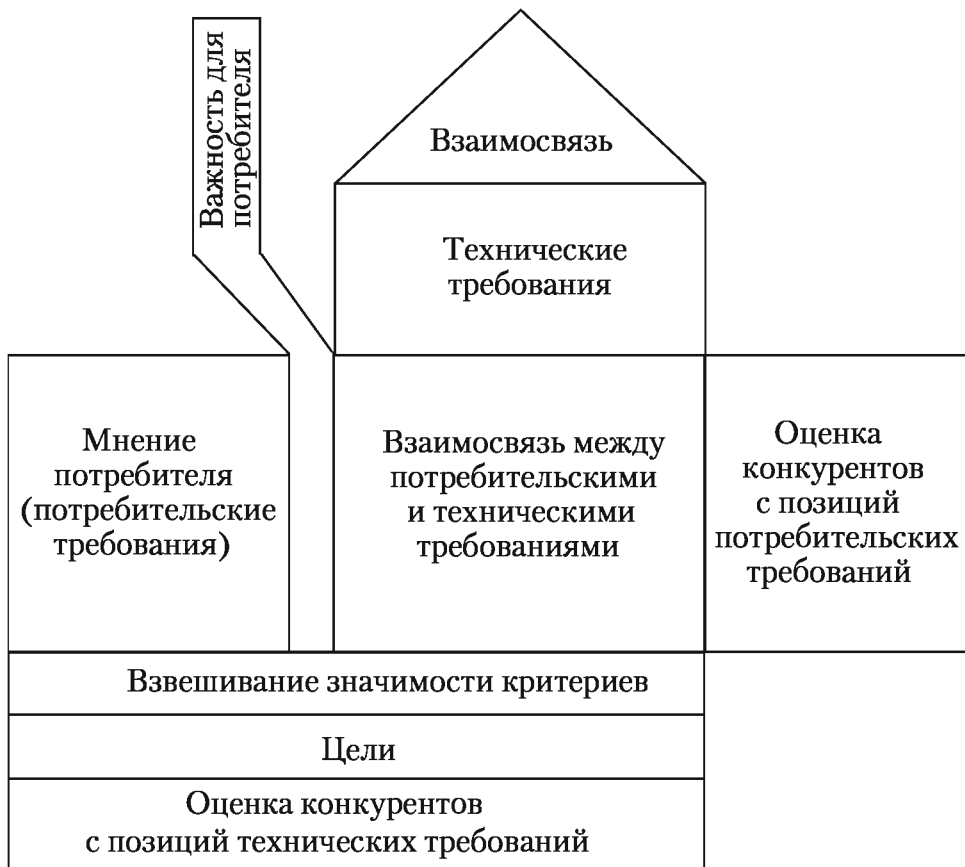 Важность для
потребителя
Взаимосвязь
Технические
требования
Мнение
потребителя
(потребительские
требования)
Взаимосвязь между
потребительскими
и техническими
требованиями
Оценка
конкурентов
с позиций
потребительских
требований
Взвешивание значимости критериев
Цели
Оценка конкурентов
с позиций технических требований